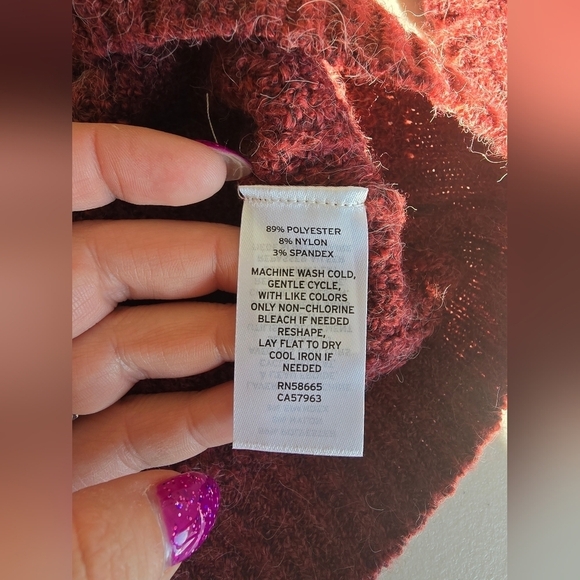 89% POLYESTER
8% NYLON
3% SPANDEX
MACHINE WASH COLD,
GENTLE CYCLE,
WITH LIKE COLORS
ONLY NON-CHLORINE
BLEACH IF NEEDED
RESHAPE,
LAY FLAT TO DRY
COOL IRON IF
NEEDED
RN58665
CA57963